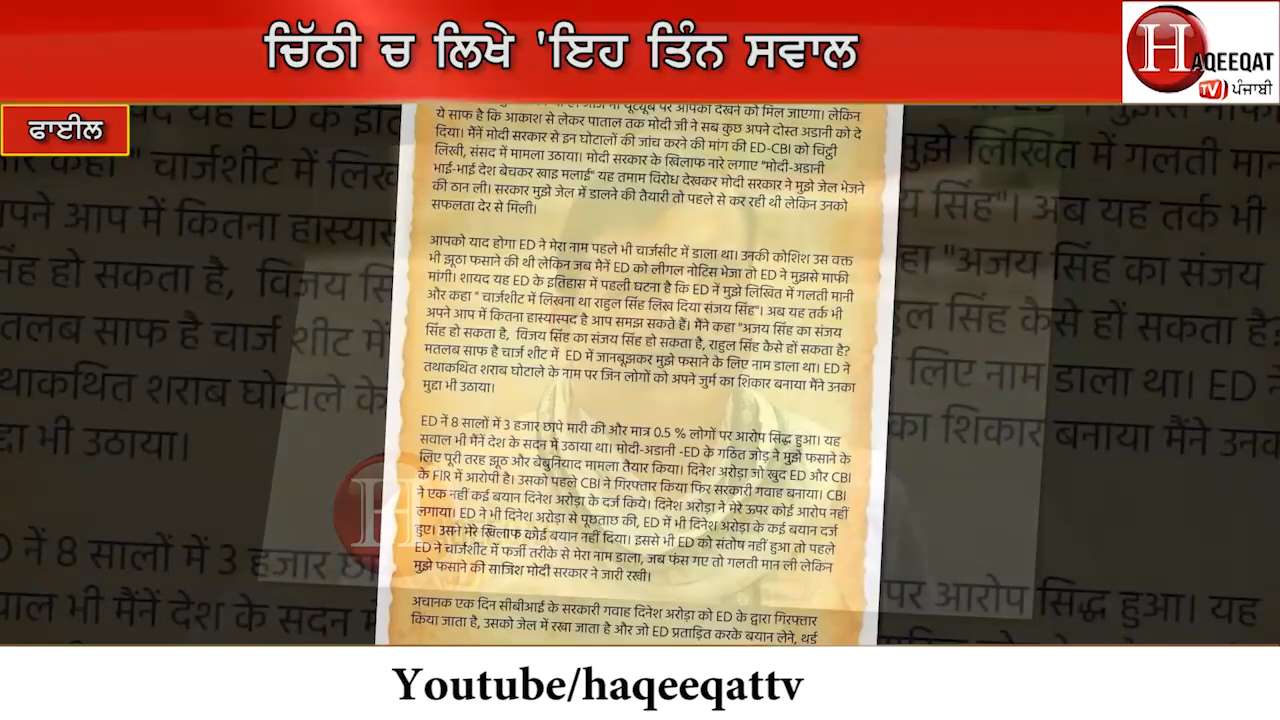 ਚਿੱਠੀ ਚ ਲਿਖੇ 'ਇਹ ਤਿੰਨ ਸਵਾਲ
HAQEEQAT
TV ਪੰਜਾਬੀ
ਫਾਈਲ
यूट्यूब पर आपको देखने को मिल जाएगा। लेकिन
ये साफ है कि आकाश से लेकर पाताल तक मोदी जी ने सब कुछ अपने दोस्त अडानी को दे
दिया। मैंनें मोदी सरकार से इन घोटालों की जांच करने की मांग की ED-CBI को चिट्ठी
लिखी, संसद में मामला उठाया। मोदी सरकार के खिलाफ नारे लगाए "मोदी-अडानी
भाई-भाई देश बेचकर खाइ मलाई" यह तमाम विरोध देखकर मोदी सरकार ने मुझे जेल भेजने
की ठान ली। सरकार मुझे जेल में डालने की तैयारी तो पहले से कर रही थी लेकिन उनको
सफलता देर से मिली।
आपको याद होगा ED ने मेरा नाम पहले भी चार्जसीट में डाला था। उनकी कोशिश उस वक्त
भी झूठा फसाने की थी लेकिन जब मैनें ED को लीगल नोटिस भेजा तो ED ने मुझसे माफी
मांगी। शायद यह ED के इतिहास में पहली घटना है कि ED नें मुझे लिखित में गलती मानी
और कहा " चार्जशीट में लिखना था राहुल सिंह लिख दिया संजय सिंह"। अब यह तर्क भी
अपने आप में कितना हास्यास्पद है आप समझ सकते हैं। मैंने कहा "अजय सिंह का संजय
सिंह हो सकता है, विजय सिंह का संजय सिंह हो सकता है, राहुल सिंह कैसे हों सकता है?
मतलब साफ है चार्ज शीट में ED में जानबूझकर मुझे फसाने के लिए नाम डाला था। ED ने
तथाकथित शराब घोटाले के नाम पर जिन लोगों को अपने जुर्म का शिकार बनाया मैंने उनका
मुद्दा भी उठाया।
ED नें 8 सालों में 3 हजार छापे मारी की और मात्र 0.5 % लोगों पर आरोप सिद्ध हुआ। यह
सवाल भी मैंनें देश के सदन में उठाया था। मोदी-अडानी -ED के गठित जोड़ ने मुझे फसाने के
लिए पूरी तरह झूठ और बेबुनियाद मामला तैयार किया। दिनेश अरोड़ा जो खुद ED और CBI
के FIR में आरोपी है। उसको पहले CBI ने गिरफ्तार किया फिर सरकारी गवाह बनाया। CBI
ने एक नहीं कई बयान दिनेश अरोड़ा के दर्ज किये। दिनेश अरोड़ा ने मेरे ऊपर कोई आरोप नहीं
लगाया। ED ने भी दिनेश अरोड़ा से पूछताछ की, ED में भी दिनेश अरोड़ा के कई बयान दर्ज
हुए। उसने मेरे खिलाफ कोई बयान नहीं दिया। इससे भी ED को संतोष नहीं हुआ तो पहले
ED ने चार्जशीट में फर्जी तरीके से मेरा नाम डाला, जब फंस गए तो गलती मान ली लेकिन
मुझे फसाने की साजिश मोदी सरकार ने जारी रखी।
अचानक एक दिन सीबीआई के सरकारी गवाह दिनेश अरोड़ा को ED के द्वारा गिरफ्तार
किया जाता है, उसको जेल में रखा जाता है और जो ED प्रताड़ित करके बयान लेने, थर्ड
Youtube/haqeeqattv